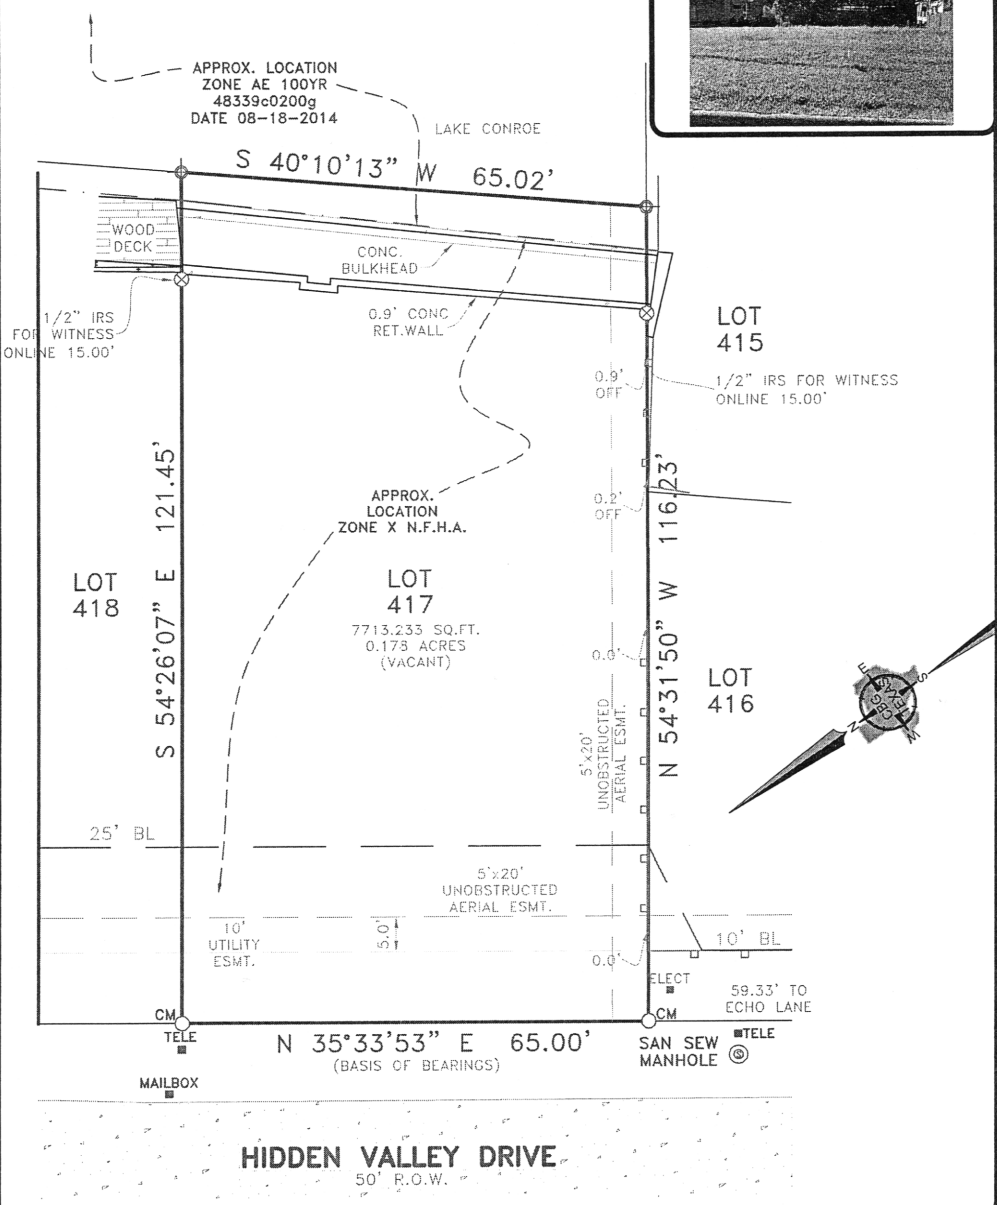 APPROX. LOCATION
ZONE AE 100YR
48339c0200g
DATE 08-18-2014
LAKE CONROE
S 40°10'13" W 65.02'
WOOD
DECK
CONC.
BULKHEAD
1/2" IRS
FOR WITNESS
ONLINE 15.00'
0.9' CONC
RET.WALL
LOT
415
0.9'
OFF
1/2" IRS FOR WITNESS
ONLINE 15.00'
S 54°26'07" E 121.45'
N 54°31'50" W 116.23'
APPROX.
LOCATION
ZONE X N.F.H.A.
0.2'
OFF
LOT
418
LOT
417
7713.233 SQ.FT.
0.178 ACRES
(VACANT)
0.0'
LOT
416
E
S
N
W
CBG
TEXAS
5'x20'
UNOBSTRUCTED
AERIAL ESMT.
25' BL
5'x20'
UNOBSTRUCTED
AERIAL ESMT.
10'
UTILITY
ESMT.
5.0'
0.0'
10' BL
ELECT
59.33' TO
ECHO LANE
CM
CM
TELE
TELE
N 35°33'53" E 65.00'
(BASIS OF BEARINGS)
SAN SEW
MANHOLE
S
MAILBOX
HIDDEN VALLEY DRIVE
50' R.O.W.